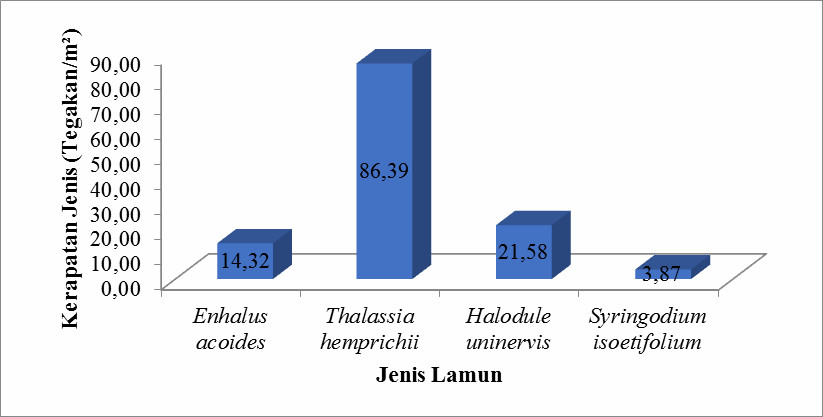 Kerapatan Jenis (Tegakan/m²)
90,00
80,00
70,00
60,00
50,00
40,00
30,00
20,00
10,00
0,00
14,32
86,39
21,58
3,87
Enhalus
acoides
Thalassia
hemprichii
Halodule
uninervis
Syringodium
isoetifolium
Jenis Lamun